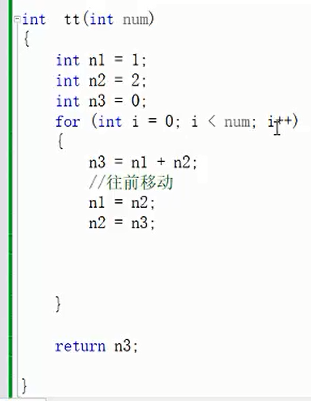 int  tt(int num)
{
    int n1 = 1;
    int n2 = 2;
    int n3 = 0;
    for (int i = 0; i < num; i++)
    {
        n3 = n1 + n2;
        //往前移动
        n1 = n2;
        n2 = n3;
    }
    return n3;
}